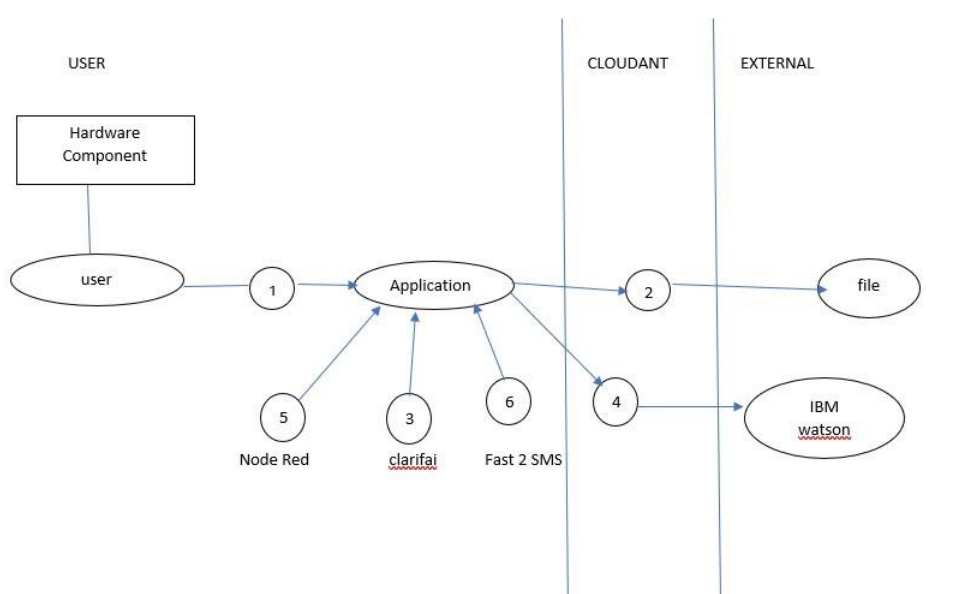 USER
CLOUDANT
EXTERNAL
Hardware
Component
user
1
Application
2
file
5
3
6
4
IBM
watson
Node Red
clarifai
Fast 2 SMS